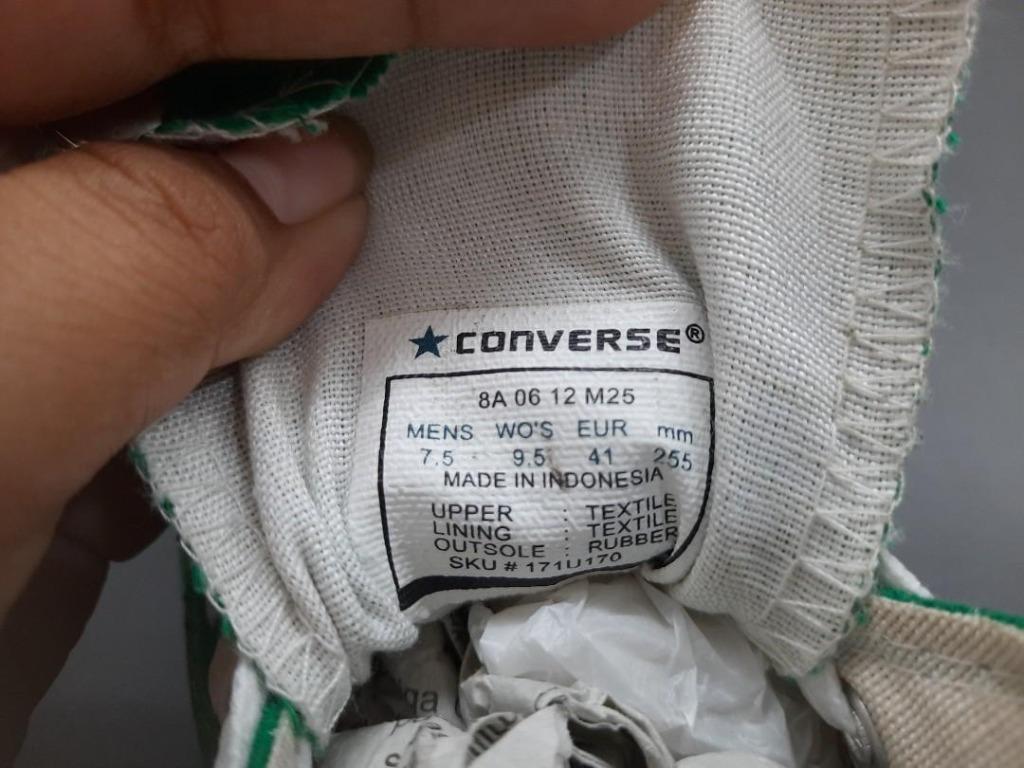 CONVERSE®
8A 06 12 M25
MENS WO'S EUR mm
7.5 9.5 41 255
MADE IN INDONESIA
UPPER : TEXTILE
LINING : TEXTILE
OUTSOLE : RUBBER
SKU # 171U170